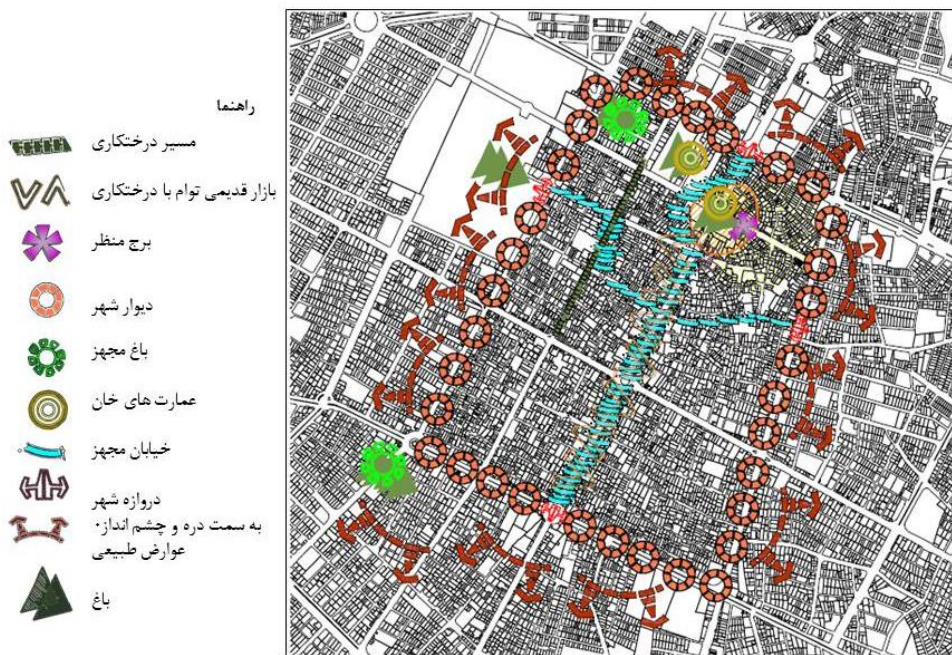 راهنما
مسیر درختکاری
بازار قدیمی توام با درختکاری
برج منظر
دیوار شهر
باغ مجهز
عمارت های خان
خیابان مجهز
دروازه شهر
به سمت دره و چشم انداز۰
عوارض طبیعی
باغ